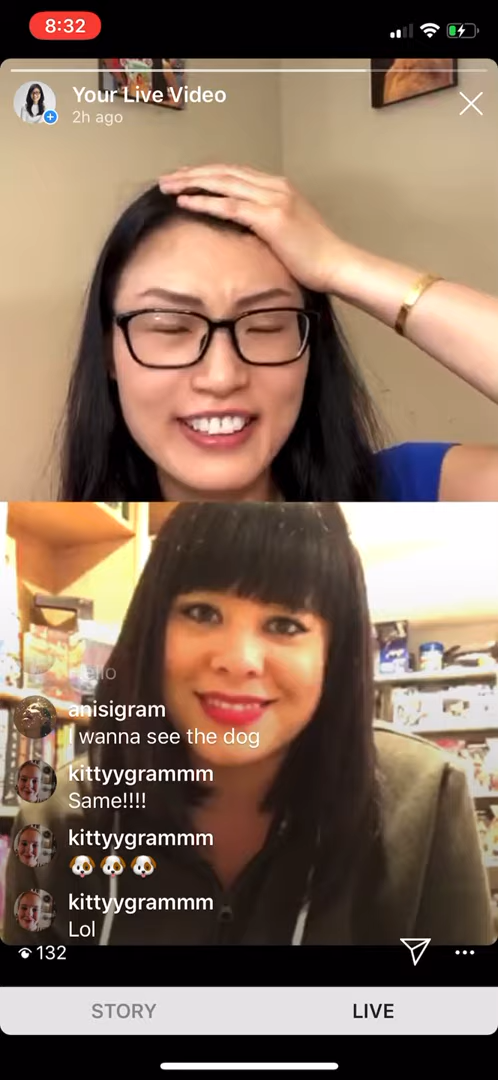 8:32
Your Live Video
2h ago
anisigram
I wanna see the dog
kittyygrammm
Same!!!!
kittyygrammm
🐶🐶🐶
kittyygrammm
Lol
132
STORY
LIVE